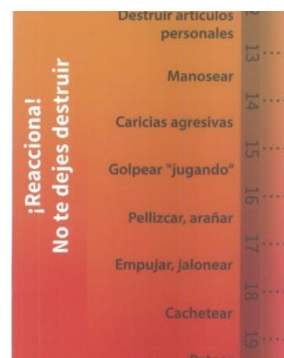 ¡Reacciona!
No te dejes destruir
Destruir artículos
personales
Manosear
Caricias agresivas
Golpear "jugando"
Pellizcar, arañar
Empujar, jalonear
Cachetear
13
14
15
16
17
18
19